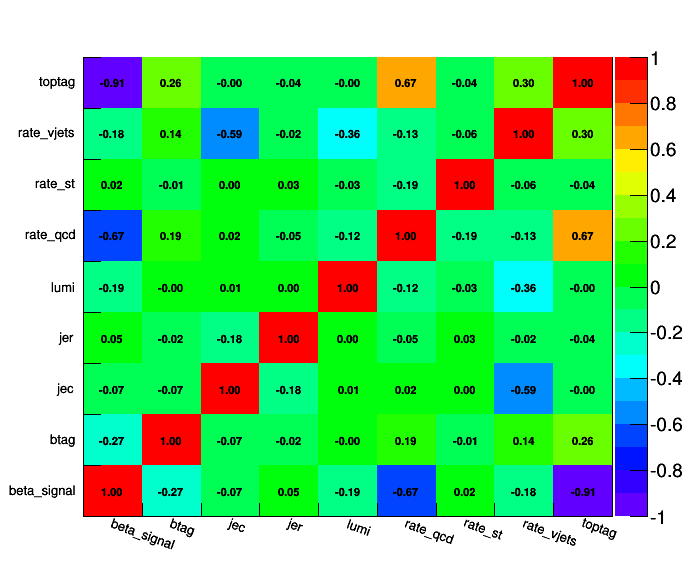 toptag -0.91 0.26 -0.00 -0.04 -0.00 0.67 -0.04 0.30 1.00
rate_vjets -0.18 0.14 -0.59 -0.02 -0.36 -0.13 -0.06 1.00 0.30
rate_st 0.02 -0.01 0.00 0.03 -0.03 -0.19 1.00 -0.06 -0.04
rate_qcd -0.67 0.19 0.02 -0.05 -0.12 1.00 -0.19 -0.13 0.67
lumi -0.19 -0.00 0.01 0.00 1.00 -0.12 -0.03 -0.36 -0.00
jer 0.05 -0.02 -0.18 1.00 0.00 -0.05 0.03 -0.02 -0.04
jec -0.07 -0.07 1.00 -0.18 0.01 0.02 0.00 -0.59 -0.00
btag -0.27 1.00 -0.07 -0.02 -0.00 0.19 -0.01 0.14 0.26
beta_signal 1.00 -0.27 -0.07 0.05 -0.19 -0.67 0.02 -0.18 -0.91
beta_signal btag jec jer lumi rate_qcd rate_st rate_vjets toptag
1
0.8
0.6
0.4
0.2
0
-0.2
-0.4
-0.6
-0.8
-1